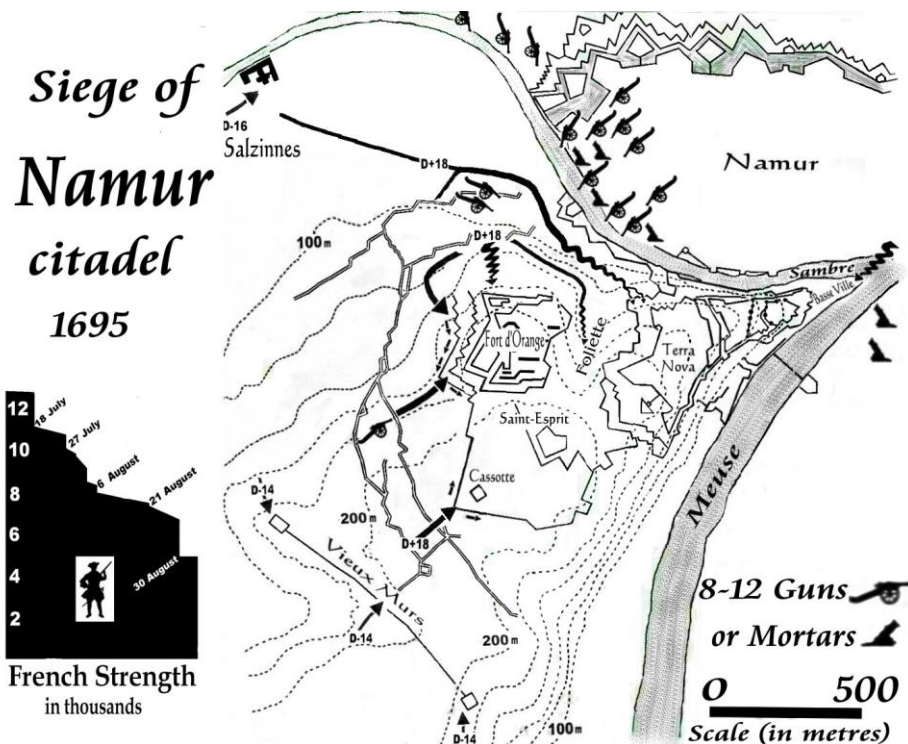 Siege of
Namur
citadel
1695
12
10
8
6
4
2
18 July
27 July
6 August
21 August
30 August
French Strength
in thousands
D-16
Salzinnes
D+18
100m
D+18
Namur
Sambre
Basse Ville
Fort d'Orange
Follette
Terra
Nova
Saint-Esprit
Cassotte
D-14
200m
D+18
Vieux Murs
D-14
200m
D-14
100m
Meuse
8-12 Guns
or Mortars
0 500
Scale (in metres)